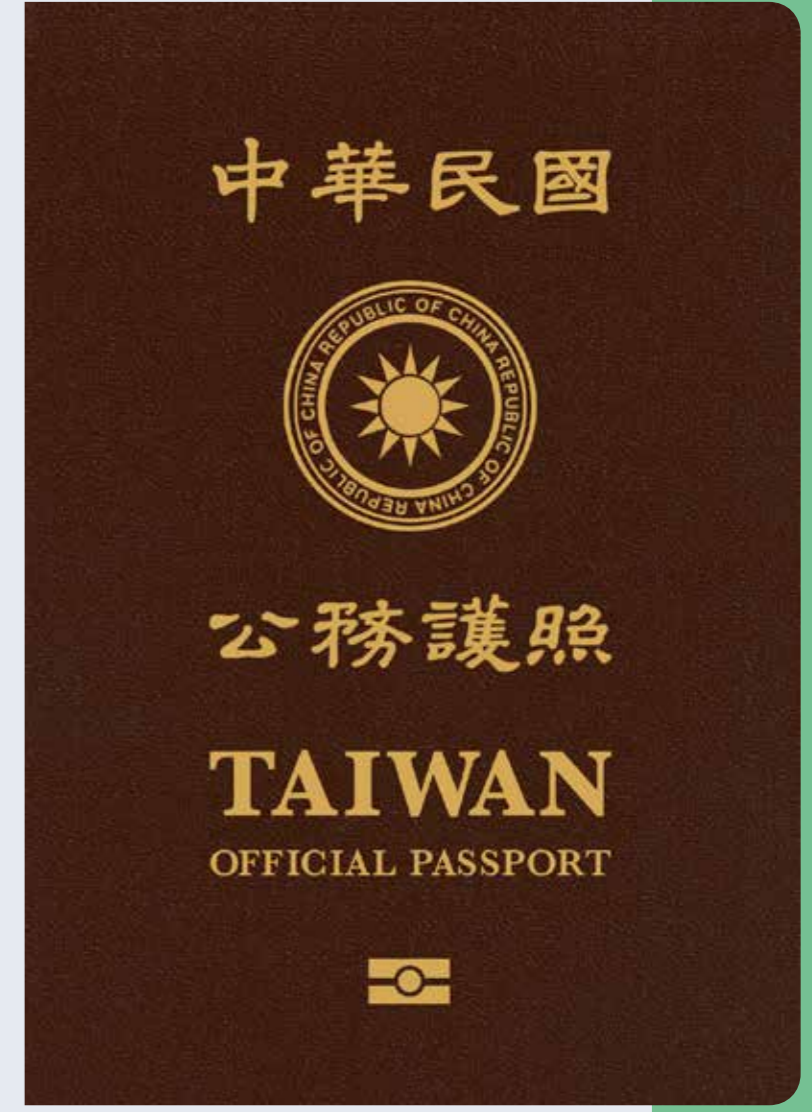 中華民國
REPUBLIC OF CHINA REPUBLIC OF CHINA REPUBLIC OF CHINA
公務護照
TAIWAN
OFFICIAL PASSPORT